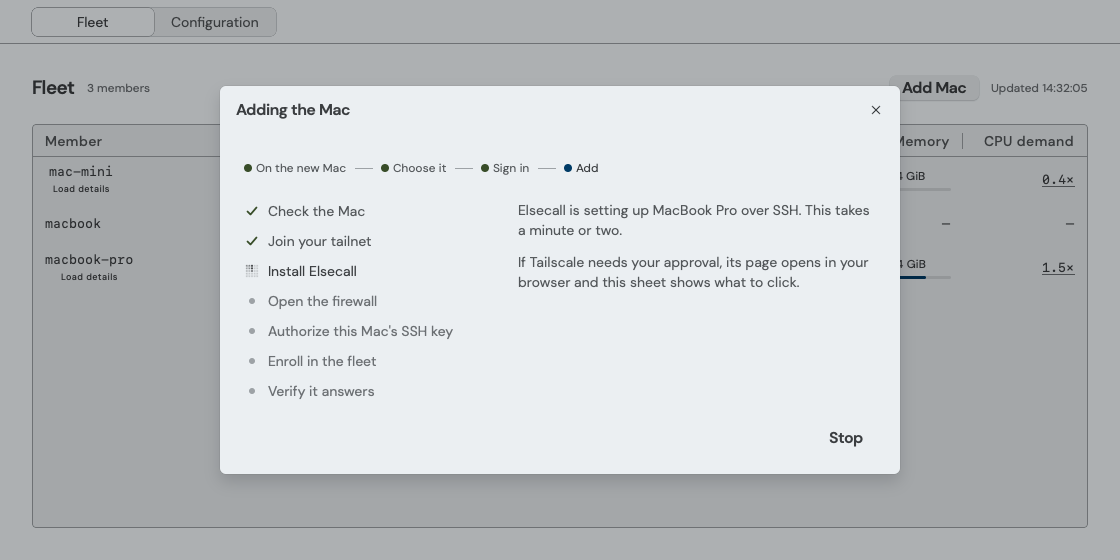 Fleet
Configuration
Fleet
3 members
Add Mac
Updated 14:32:05
Member
Memory
CPU demand
mac-mini
Load details
GiB
0.4×
macbook
—
—
macbook-pro
Load details
GiB
1.5×
Adding the Mac
×
On the new Mac — Choose it — Sign in — Add
Check the Mac
Join your tailnet
Install Elsecall
Open the firewall
Authorize this Mac's SSH key
Enroll in the fleet
Verify it answers
Elsecall is setting up MacBook Pro over SSH. This takes
a minute or two.
If Tailscale needs your approval, its page opens in your
browser and this sheet shows what to click.
Stop